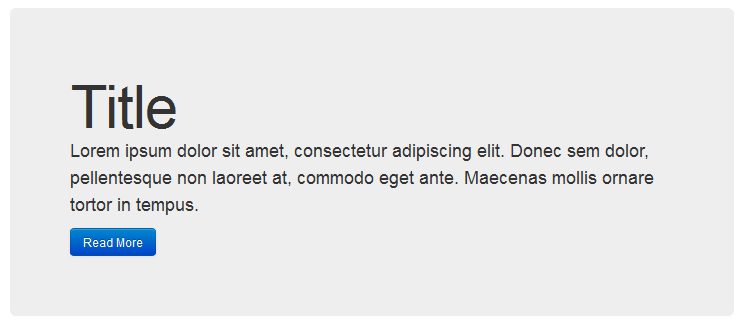 Title
Lorem ipsum dolor sit amet, consectetur adipiscing elit. Donec sem dolor,
pellentesque non laoreet at, commodo eget ante. Maecenas mollis ornare
tortor in tempus.
Read More